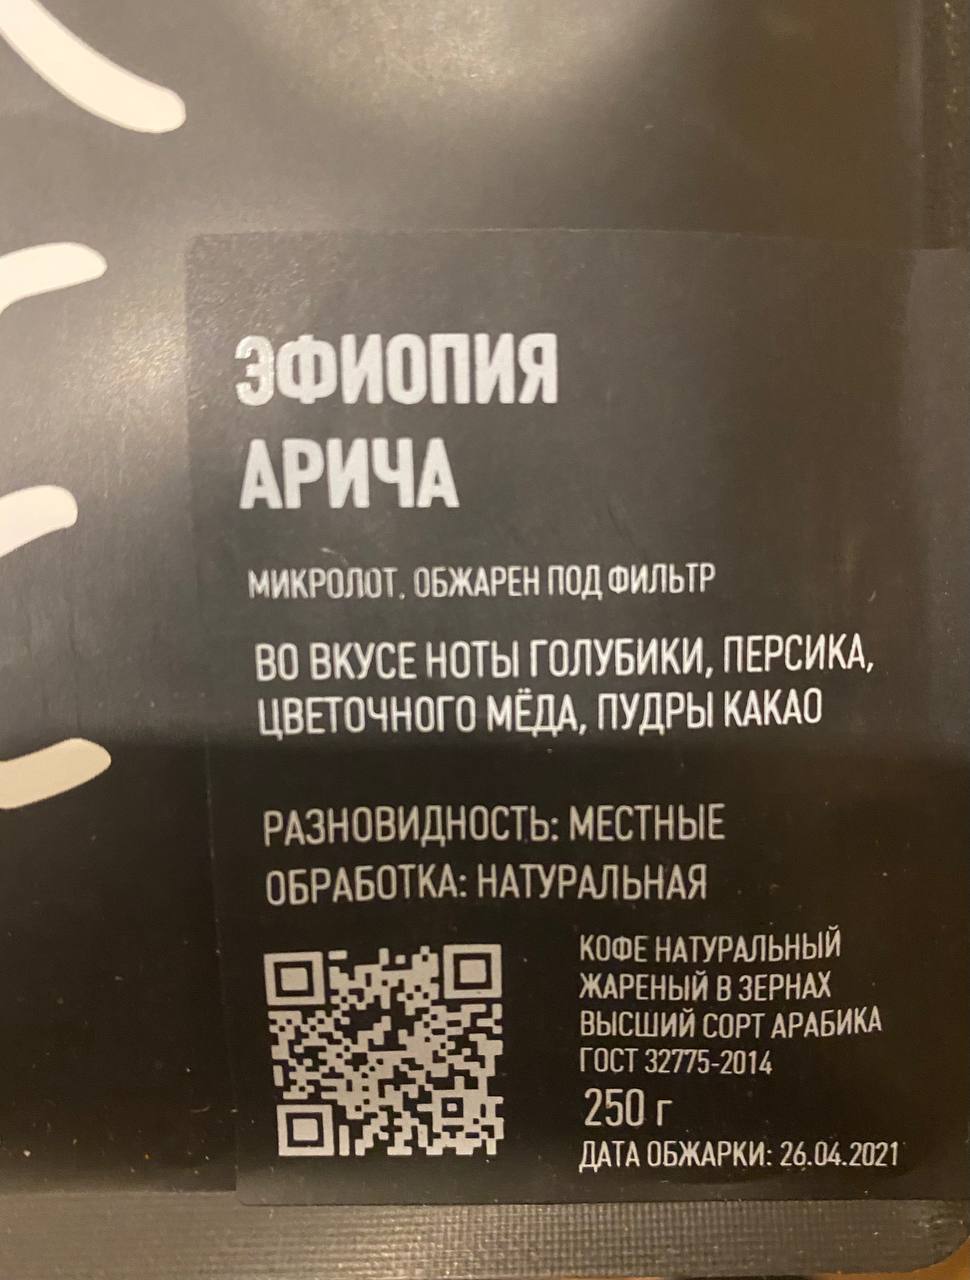 ЭФИОПИЯ
АРИЧА
МИКРОЛОТ. ОБЖАРЕН ПОД ФИЛЬТР
ВО ВКУСЕ НОТЫ ГОЛУБИКИ, ПЕРСИКА,
ЦВЕТОЧНОГО МЁДА, ПУДРЫ КАКАО
РАЗНОВИДНОСТЬ: МЕСТНЫЕ
ОБРАБОТКА: НАТУРАЛЬНАЯ
КОФЕ НАТУРАЛЬНЫЙ
ЖАРЕНЫЙ В ЗЕРНАХ
ВЫСШИЙ СОРТ АРАБИКА
ГОСТ 32775-2014
250 г
ДАТА ОБЖАРКИ: 26.04.2021